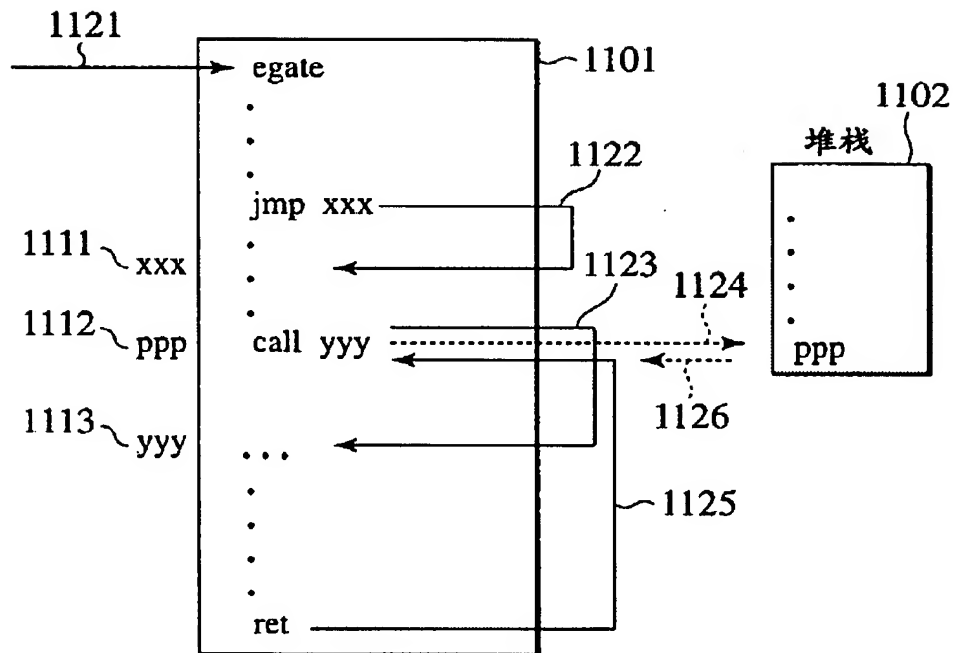 1121
egate
1101
1102
堆栈
1122
jmp xxx
1111
xxx
1123
1124
1112
ppp
call yyy
ppp
1126
1113
yyy
1125
ret